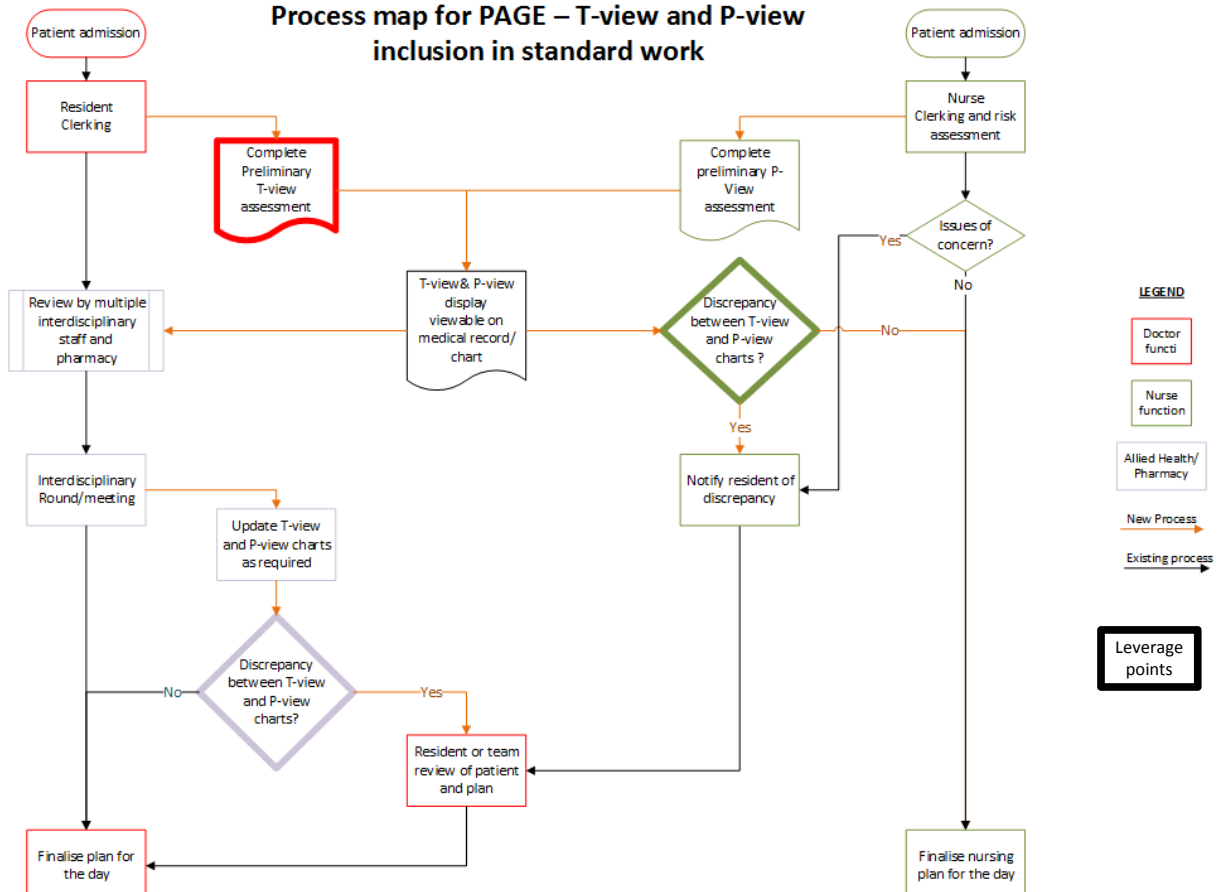 Process map for PAGE – T-view and P-view
inclusion in standard work
Patient admission
Patient admission
Resident
Clerking
Nurse
Clerking and risk
assessment
Complete
Preliminary
T-view
assessment
Complete
preliminary P-
View
assessment
Issues of
concern?
Yes
No
Review by multiple
interdisciplinary
staff and
pharmacy
T-view& P-view
display
viewable on
medical record/
chart
Discrepancy
between T-view
and P-view
charts ?
No
Yes
LEGEND
Doctor
functi
Nurse
function
Allied Health/
Pharmacy
New Process
Existing process
Leverage
points
Interdisciplinary
Round/meeting
Notify resident of
discrepancy
Update T-view
and P-view charts
as required
Discrepancy
between T-view
and P-view
charts?
No
Yes
Resident or team
review of patient
and plan
Finalise plan for
the day
Finalise nursing
plan for the day